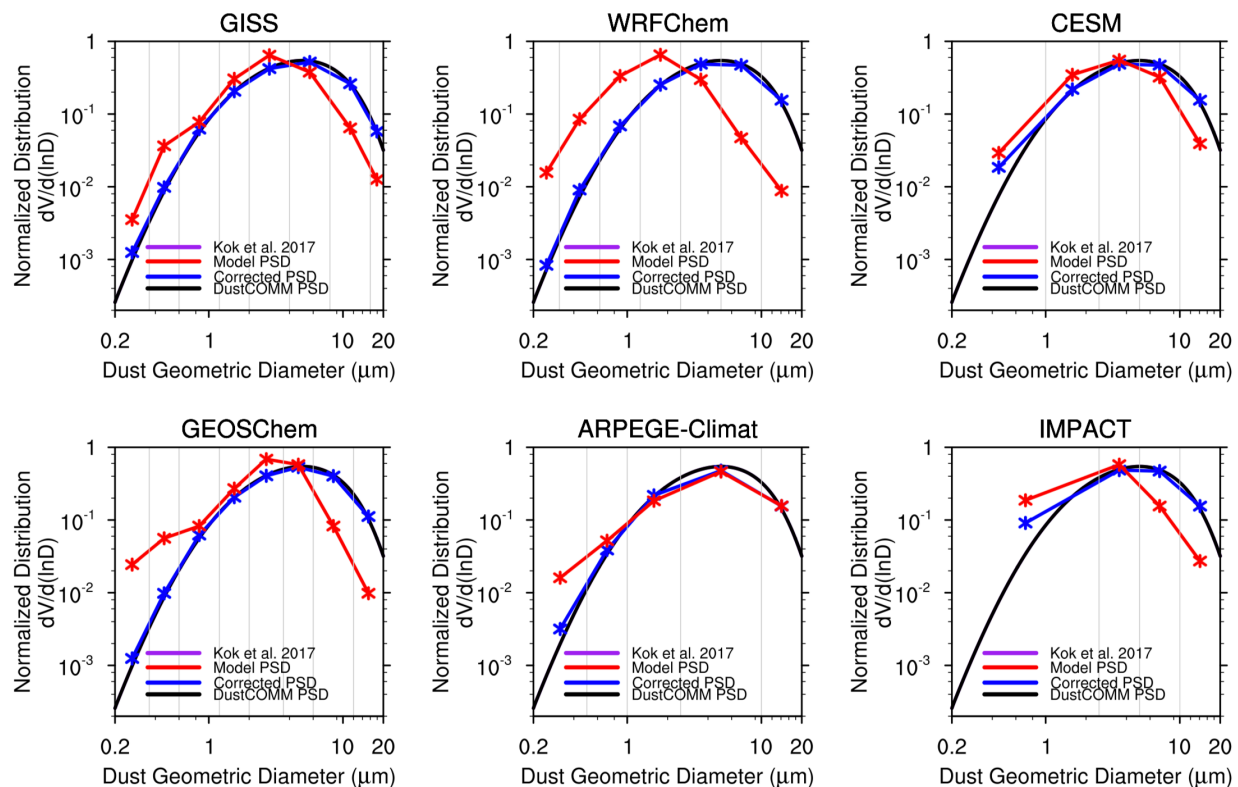 GISS
Normalized Distribution
dV/d(lnD)
1
10-1
10-2
10-3
Kok et al. 2017
Model PSD
Corrected PSD
DustCOMM PSD
0.2 1 10 20
Dust Geometric Diameter (μm)
WRFChem
Normalized Distribution
dV/d(lnD)
1
10-1
10-2
10-3
Kok et al. 2017
Model PSD
Corrected PSD
DustCOMM PSD
0.2 1 10 20
Dust Geometric Diameter (μm)
CESM
Normalized Distribution
dV/d(lnD)
1
10-1
10-2
10-3
Kok et al. 2017
Model PSD
Corrected PSD
DustCOMM PSD
0.2 1 10 20
Dust Geometric Diameter (μm)
GEOSChem
Normalized Distribution
dV/d(lnD)
1
10-1
10-2
10-3
Kok et al. 2017
Model PSD
Corrected PSD
DustCOMM PSD
0.2 1 10 20
Dust Geometric Diameter (μm)
ARPEGE-Climat
Normalized Distribution
dV/d(lnD)
1
10-1
10-2
10-3
Kok et al. 2017
Model PSD
Corrected PSD
DustCOMM PSD
0.2 1 10 20
Dust Geometric Diameter (μm)
IMPACT
Normalized Distribution
dV/d(lnD)
1
10-1
10-2
10-3
Kok et al. 2017
Model PSD
Corrected PSD
DustCOMM PSD
0.2 1 10 20
Dust Geometric Diameter (μm)